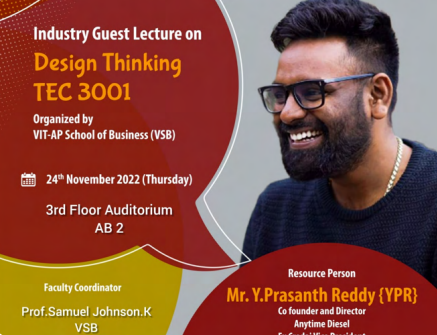 Industry Guest Lecture on
Design Thinking
TEC 3001
Organized by
VIT-AP School of Business (VSB)
24th November 2022 (Thursday)
3rd Floor Auditorium
AB 2
Faculty Coordinator
Prof.Samuel Johnson.K
VSB
Resource Person
Mr. Y.Prasanth Reddy {YPR}
Co founder and Director
Anytime Diesel